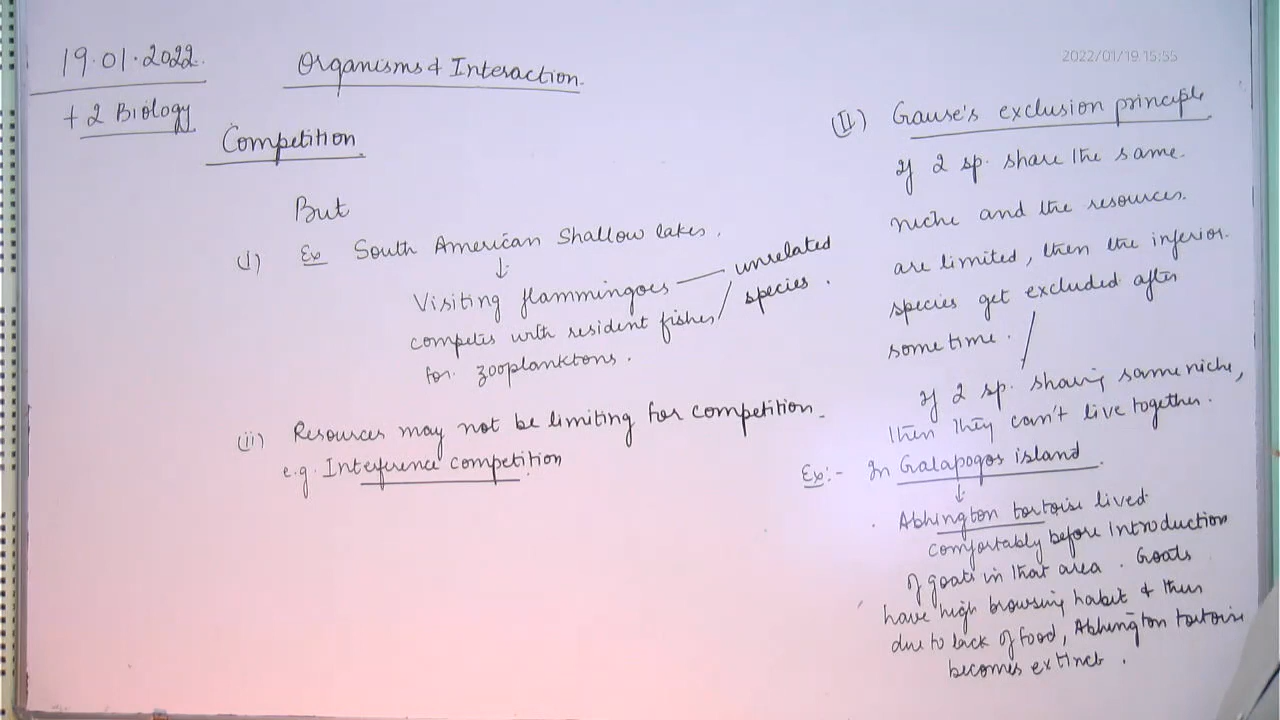 19.01.2022.
+2 Biology
Organisms & Interaction.
2022/01/19 15:55
Competition
But
(i) Ex South American Shallow lakes.
↓
Visiting flammingoes — unrelated
competes with resident fishes/ species.
for zooplanktons.
(ii) Resources may not be limiting for competition.
e.g. Interference competition
(II) Gause's exclusion principle
If 2 sp. share the same
niche and the resources.
are limited, then the inferior.
species get excluded after
some time.
If 2 sp. sharing same niche,
then they can't live together.
Ex:- In Galapogos island.
↓
Abhington tortoise lived
comfortably before introduction
of goats in that area. Goats
have high browsing habit & thus
due to lack of food, Abhington tortoise
becomes extinct.